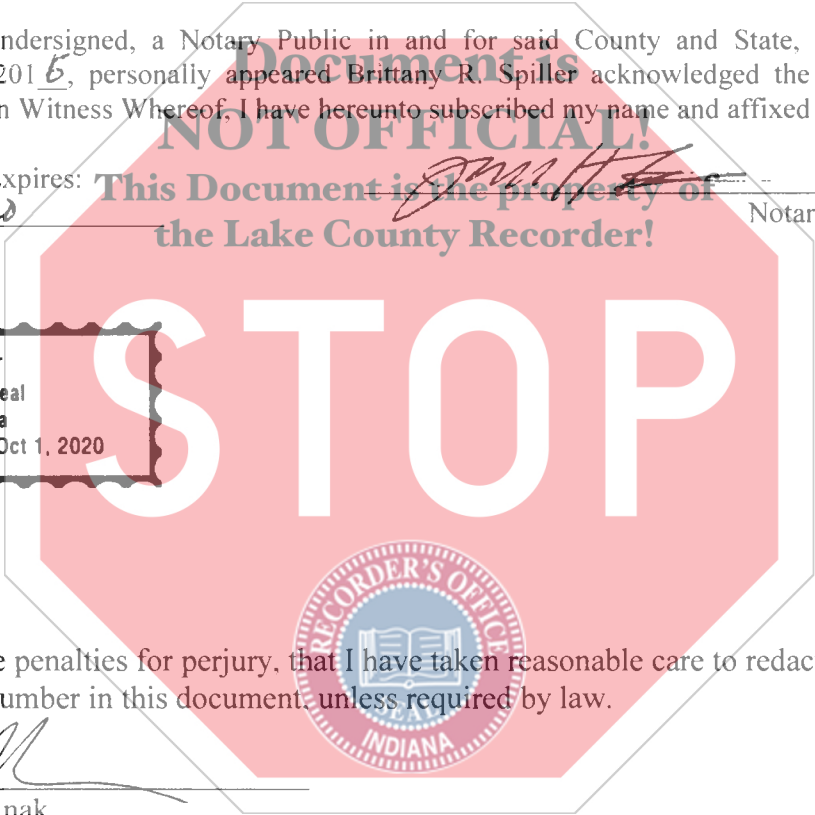 ndersigned, a Notary Public in and for said County and State,
Document is
201 5, personally appeared Brittany R. Spiller acknowledged the
n Witness Whereof, I have hereunto subscribed my name and affixed
NOT OFFICIAL!
xpires:
This Document is the property of
Notar
the Lake County Recorder!
STOP
eal
a
Oct 1, 2020
RECORDER'S OFFICE
e penalties for perjury, that I have taken reasonable care to redac
umber in this document, unless required by law.
SEAL
INDIANA
nak